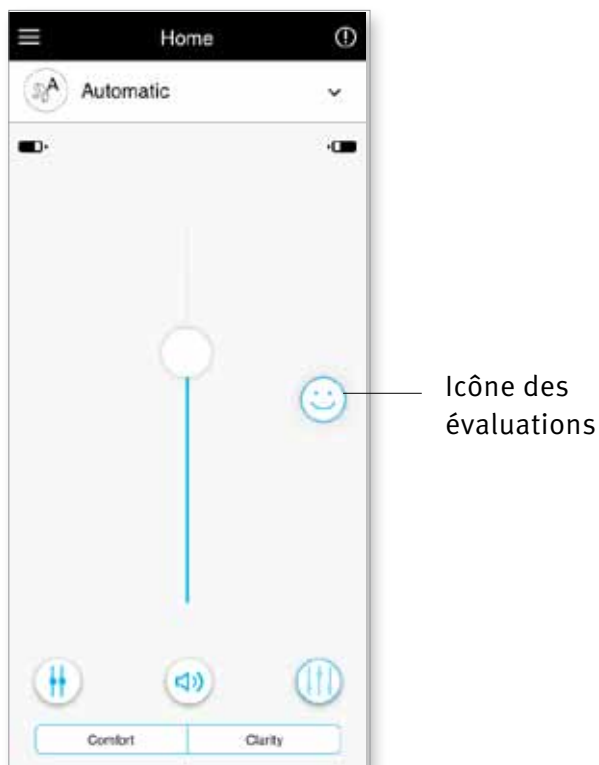 Home
A Automatic
Icône des
évaluations
Comfort Clarity